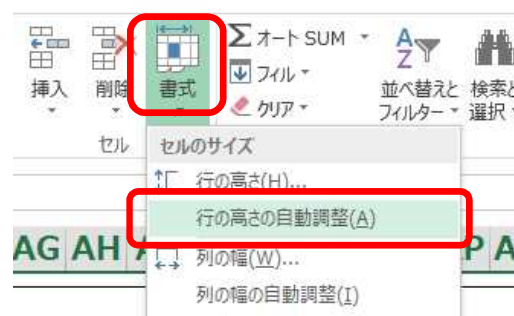 挿入 削除 書式 オート SUM
フィル
クリア
並べ替えと
フィルター
検索と
選択
セル
セルのサイズ
行の高さ(H)...
行の高さの自動調整(A)
AG AH
列の幅(W)...
列の幅の自動調整(I)